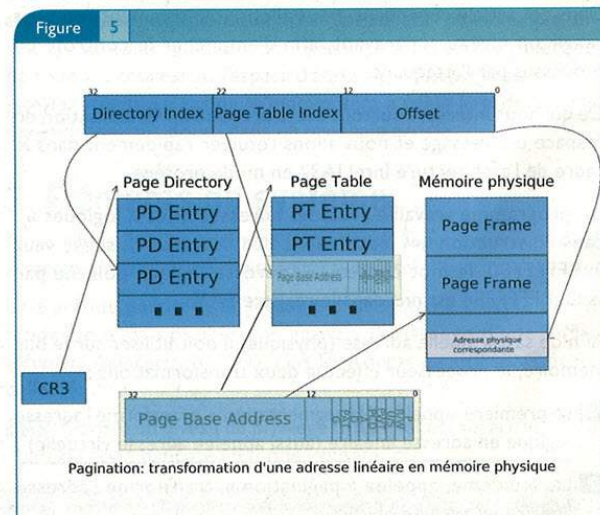 Figure 5
32 22 12 0
Directory Index Page Table Index Offset
Page Directory Page Table Mémoire physique
PD Entry PT Entry Page Frame
PD Entry PT Entry
PD Entry Page Base Address Page Frame
Adresse physique
correspondante
CR3
32 12 0
Page Base Address
Pagination: transformation d'une adresse linéaire en mémoire physique